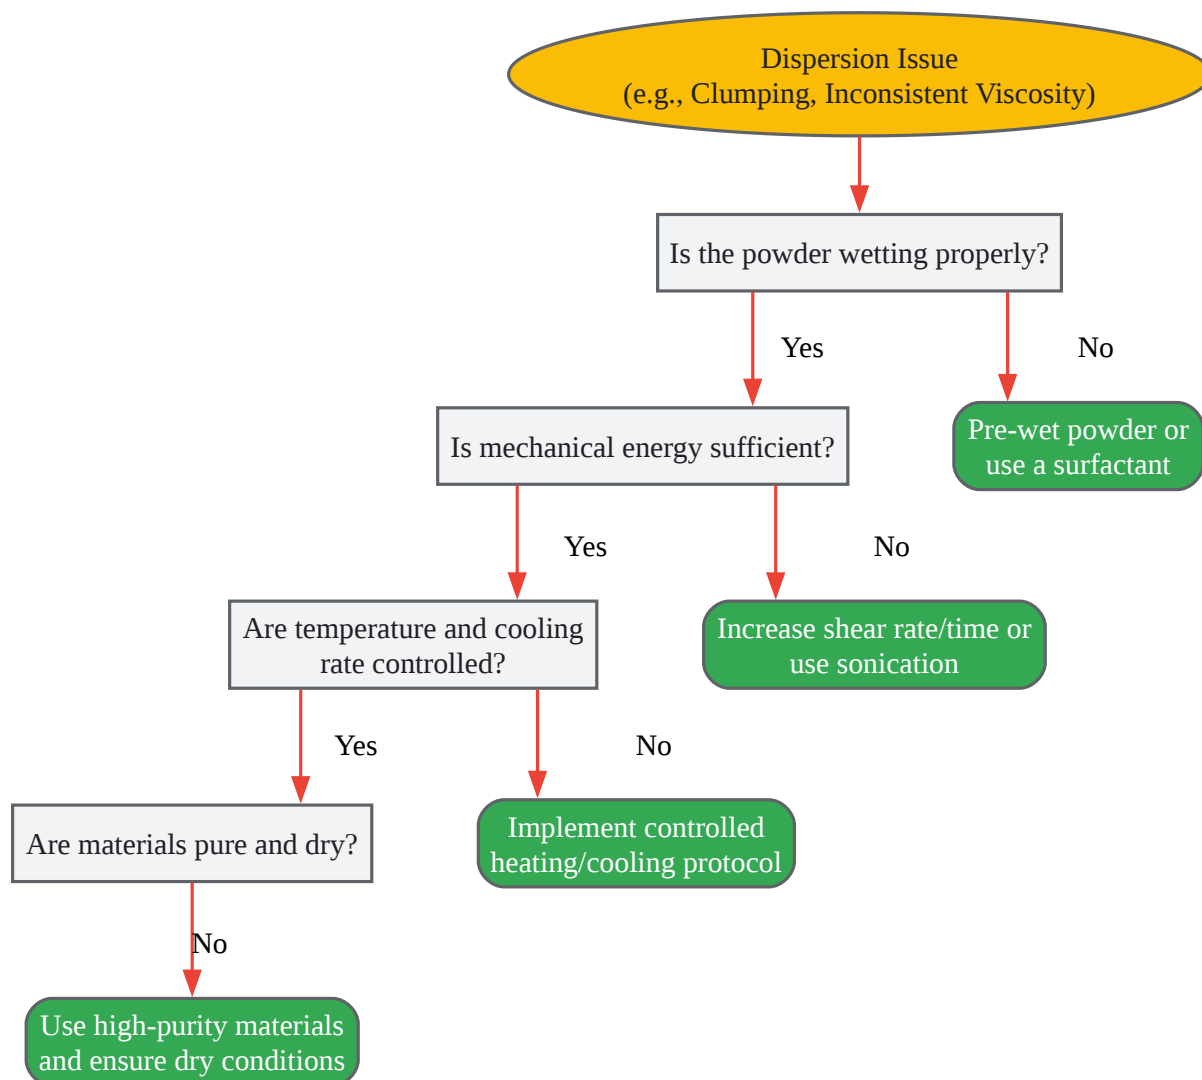 Dispersion Issue
(e.g., Clumping, Inconsistent Viscosity)
Is the powder wetting properly?
Yes
No
Is mechanical energy sufficient?
Pre-wet powder or
use a surfactant
Yes
No
Are temperature and cooling
rate controlled?
Increase shear rate/time or
use sonication
Yes
No
Are materials pure and dry?
Implement controlled
heating/cooling protocol
No
Use high-purity materials
and ensure dry conditions